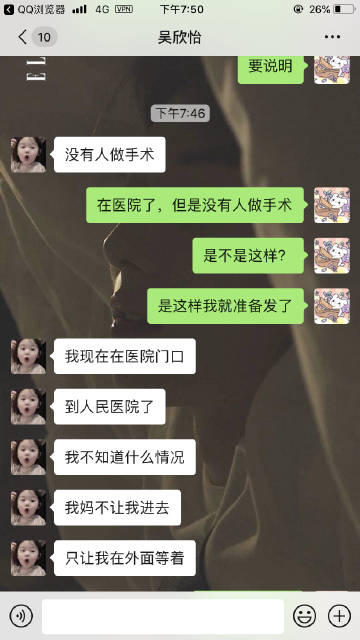 QQ浏览器 4G VPN 下午7:50 26%
10 吴欣怡
EL
要说明
下午7:46
没有人做手术
在医院了，但是没有人做手术
是不是这样？
是这样我就准备发了
我现在在医院门口
到人民医院了
我不知道什么情况
我妈不让我进去
只让我在外面等着